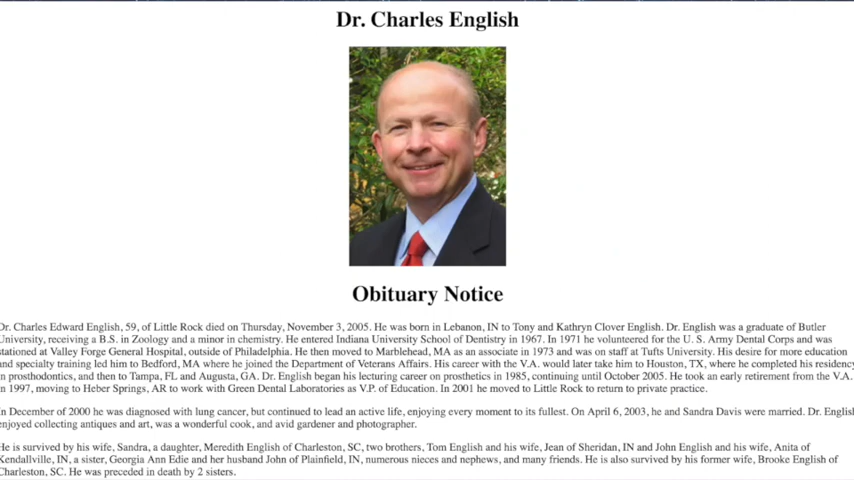 Dr. Charles English
Obituary Notice
Dr. Charles Edward English, 59, of Little Rock died on Thursday, November 3, 2005. He was born in Lebanon, IN to Tony and Kathryn Clover English. Dr. English was a graduate of Butler
University, receiving a B.S. in Zoology and a minor in chemistry. He entered Indiana University School of Dentistry in 1967. In 1971 he volunteered for the U. S. Army Dental Corps and was
stationed at Valley Forge General Hospital, outside of Philadelphia. He then moved to Marblehead, MA as an associate in 1973 and was on staff at Tufts University. His desire for more education
and specialty training led him to Bedford, MA where he joined the Department of Veterans Affairs. His career with the V.A. would later take him to Houston, TX, where he completed his residency
in prosthodontics, and then to Tampa, FL and Augusta, GA. Dr. English began his lecturing career on prosthetics in 1985, continuing until October 2005. He took an early retirement from the V.A.
in 1997, moving to Heber Springs, AR to work with Green Dental Laboratories as V.P. of Education. In 2001 he moved to Little Rock to return to private practice.
In December of 2000 he was diagnosed with lung cancer, but continued to lead an active life, enjoying every moment to its fullest. On April 6, 2003, he and Sandra Davis were married. Dr. English
enjoyed collecting antiques and art, was a wonderful cook, and avid gardener and photographer.
He is survived by his wife, Sandra, a daughter, Meredith English of Charleston, SC, two brothers, Tom English and his wife, Jean of Sheridan, IN and John English and his wife, Anita of
Kendallville, IN, a sister, Georgia Ann Edie and her husband John of Plainfield, IN, numerous nieces and nephews, and many friends. He is also survived by his former wife, Brooke English of
Charleston, SC. He was preceded in death by 2 sisters.